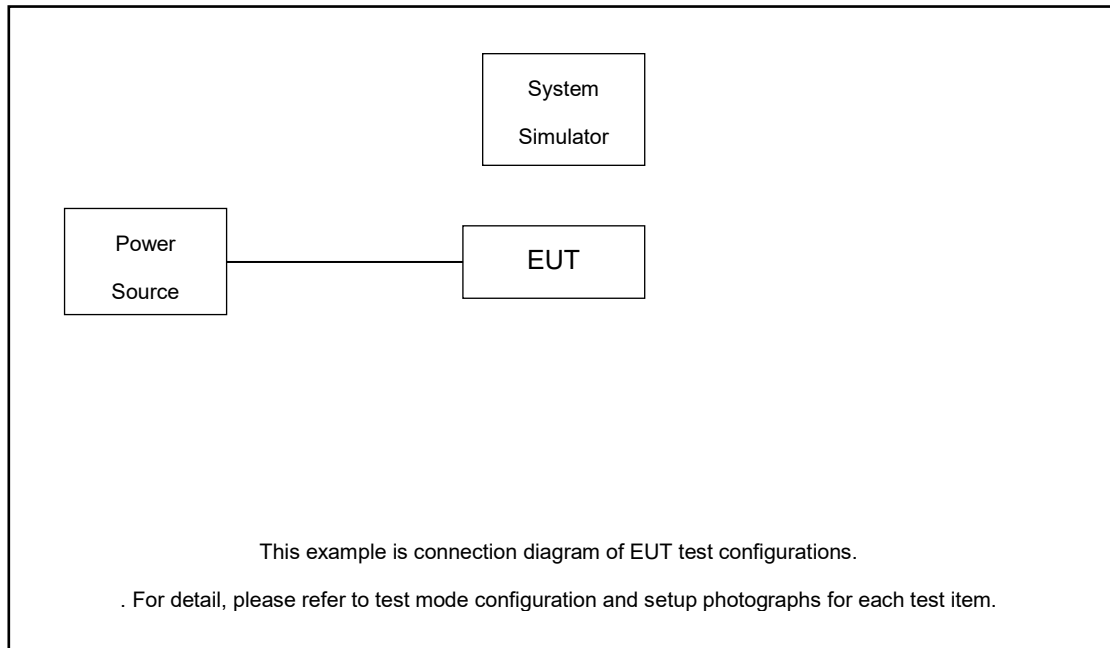 System
Simulator
Power
Source
EUT
This example is connection diagram of EUT test configurations.
. For detail, please refer to test mode configuration and setup photographs for each test item.